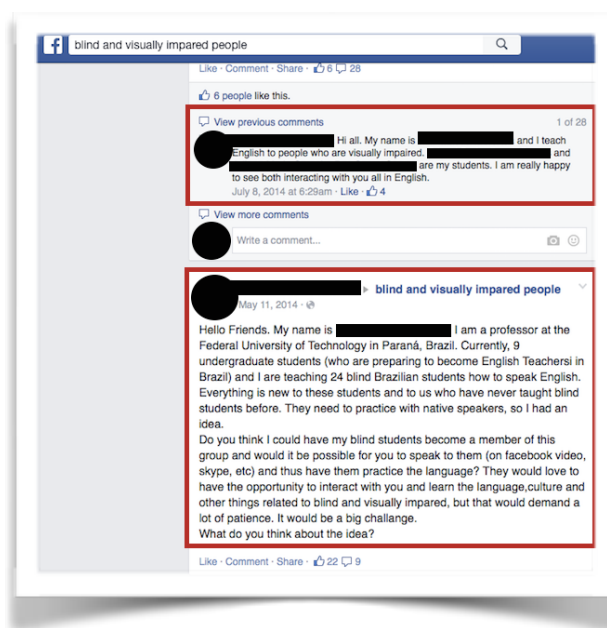 f blind and visually impared people
Like · Comment · Share · 6 28
6 people like this.
View previous comments 1 of 28
Hi all. My name is and I teach
English to people who are visually impaired. and
are my students. I am really happy
to see both interacting with you all in English.
July 8, 2014 at 6:29am · Like · 4
View more comments
Write a comment...
blind and visually impared people
May 11, 2014 ·
Hello Friends. My name is I am a professor at the
Federal University of Technology in Paraná, Brazil. Currently, 9
undergraduate students (who are preparing to become English Teachersi in
Brazil) and I are teaching 24 blind Brazilian students how to speak English.
Everything is new to these students and to us who have never taught blind
students before. They need to practice with native speakers, so I had an
idea.
Do you think I could have my blind students become a member of this
group and would it be possible for you to speak to them (on facebook video,
skype, etc) and thus have them practice the language? They would love to
have the opportunity to interact with you and learn the language,culture and
other things related to blind and visually impared, but that would demand a
lot of patience. It would be a big challange.
What do you think about the idea?
Like · Comment · Share · 22 9